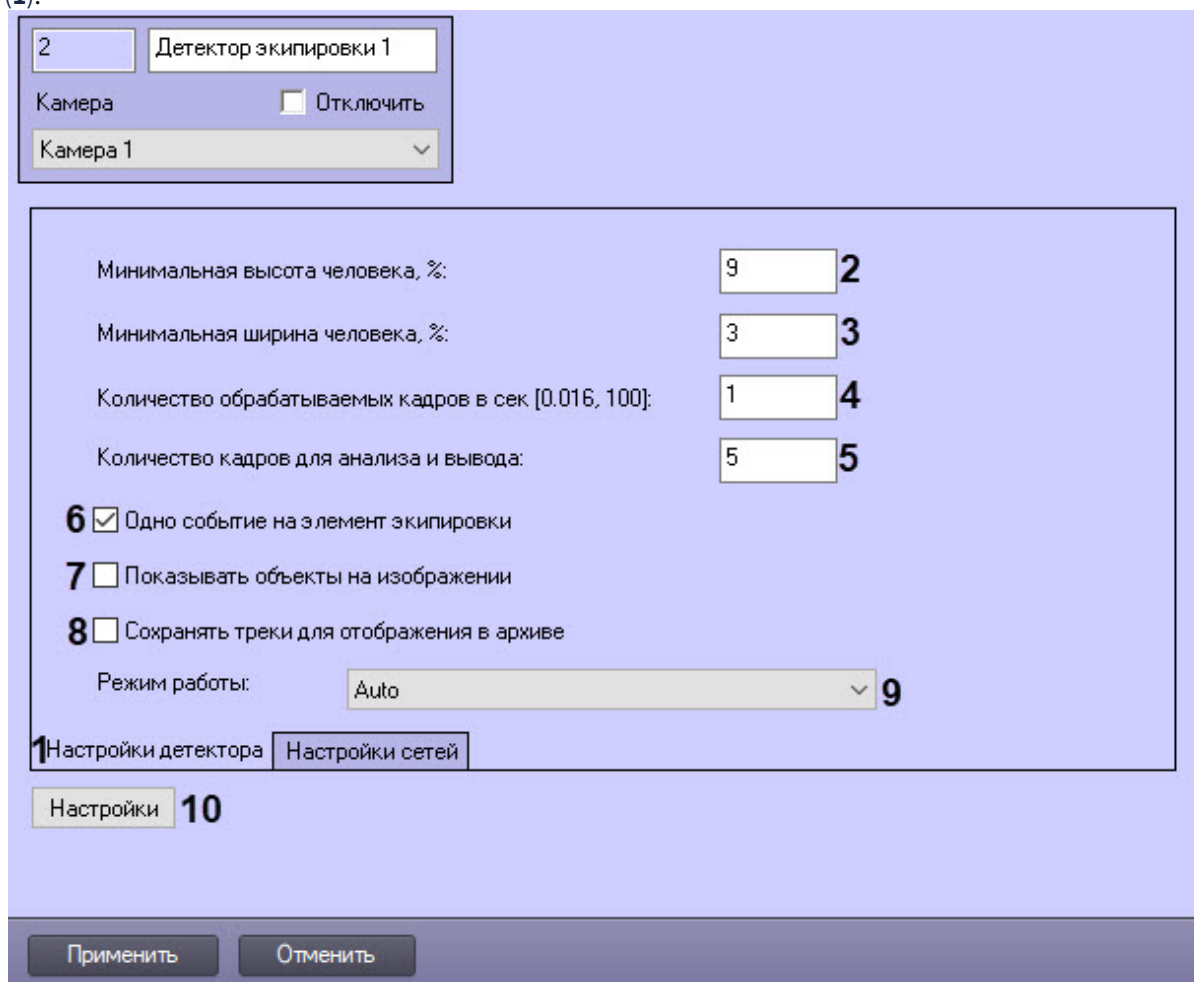 (1).
2 Детектор экипировки 1
Камера Отключить
Камера 1
Минимальная высота человека, %: 9 2
Минимальная ширина человека, %: 3 3
Количество обрабатываемых кадров в сек [0.016, 100]: 1 4
Количество кадров для анализа и вывода: 5 5
6 Одно событие на элемент экипировки
7 Показывать объекты на изображении
8 Сохранять треки для отображения в архиве
Режим работы: Auto 9
1 Настройки детектора Настройки сетей
Настройки 10
Применить Отменить